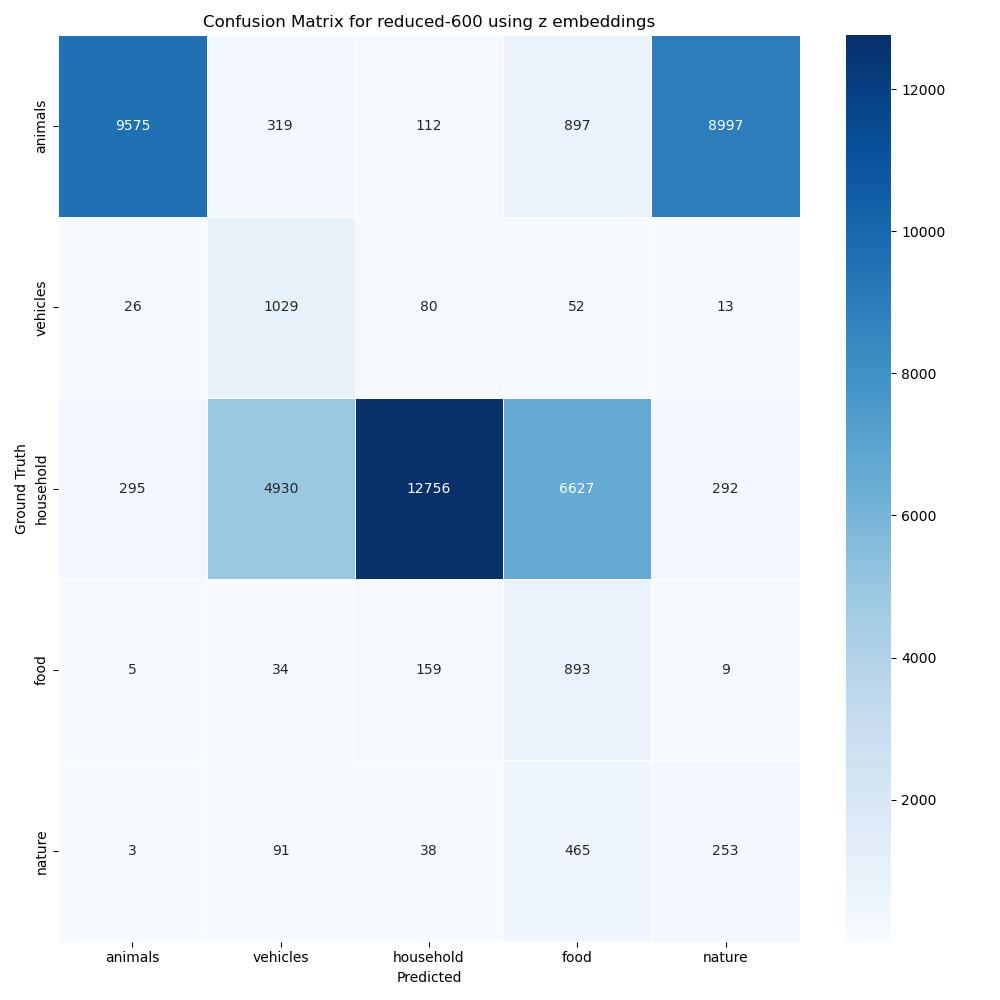 Confusion Matrix for reduced-600 using z embeddings
animals 9575 319 112 897 8997
vehicles 26 1029 80 52 13
household 295 4930 12756 6627 292
food 5 34 159 893 9
nature 3 91 38 465 253
animals vehicles household food nature
Predicted
Ground Truth
12000
10000
8000
6000
4000
2000